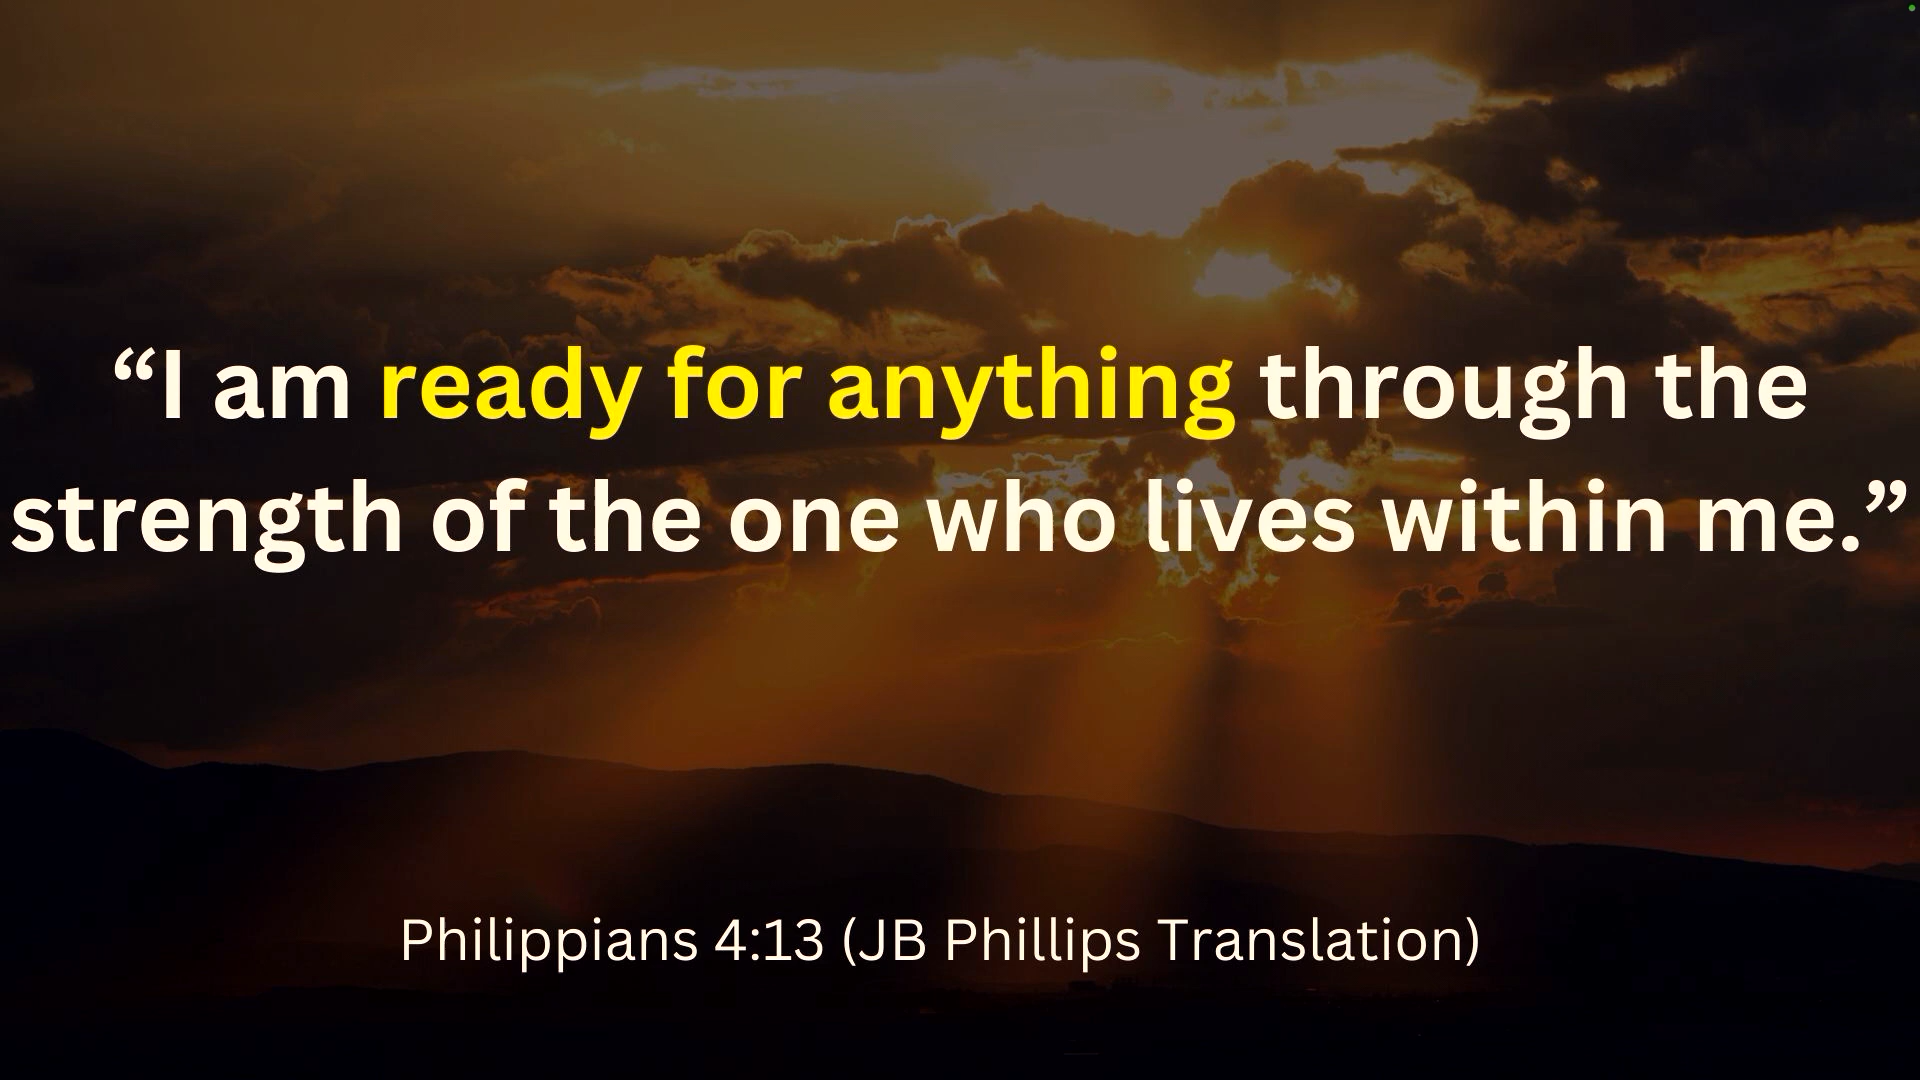 “I am ready for anything through the
strength of the one who lives within me.”
Philippians 4:13 (JB Phillips Translation)